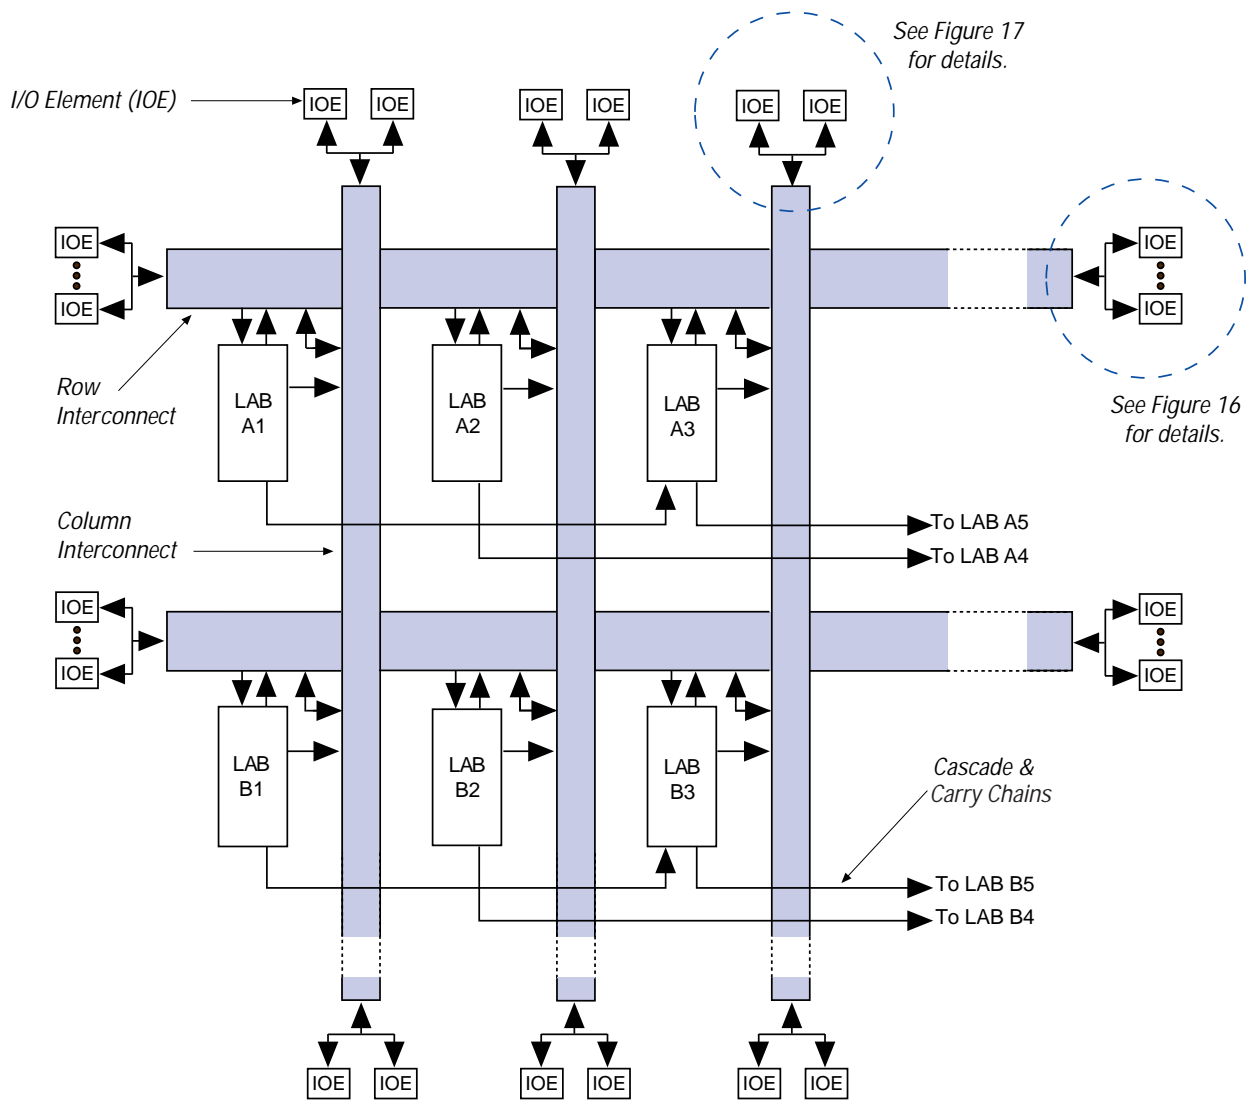 See Figure 17
for details.
I/O Element (IOE)
IOE IOE IOE IOE IOE IOE
IOE IOE
IOE IOE
Row
Interconnect
LAB
A1
LAB
A2
LAB
A3
See Figure 16
for details.
Column
Interconnect
To LAB A5
To LAB A4
IOE IOE
IOE IOE
LAB
B1
LAB
B2
LAB
B3
Cascade &
Carry Chains
To LAB B5
To LAB B4
IOE IOE IOE IOE IOE IOE